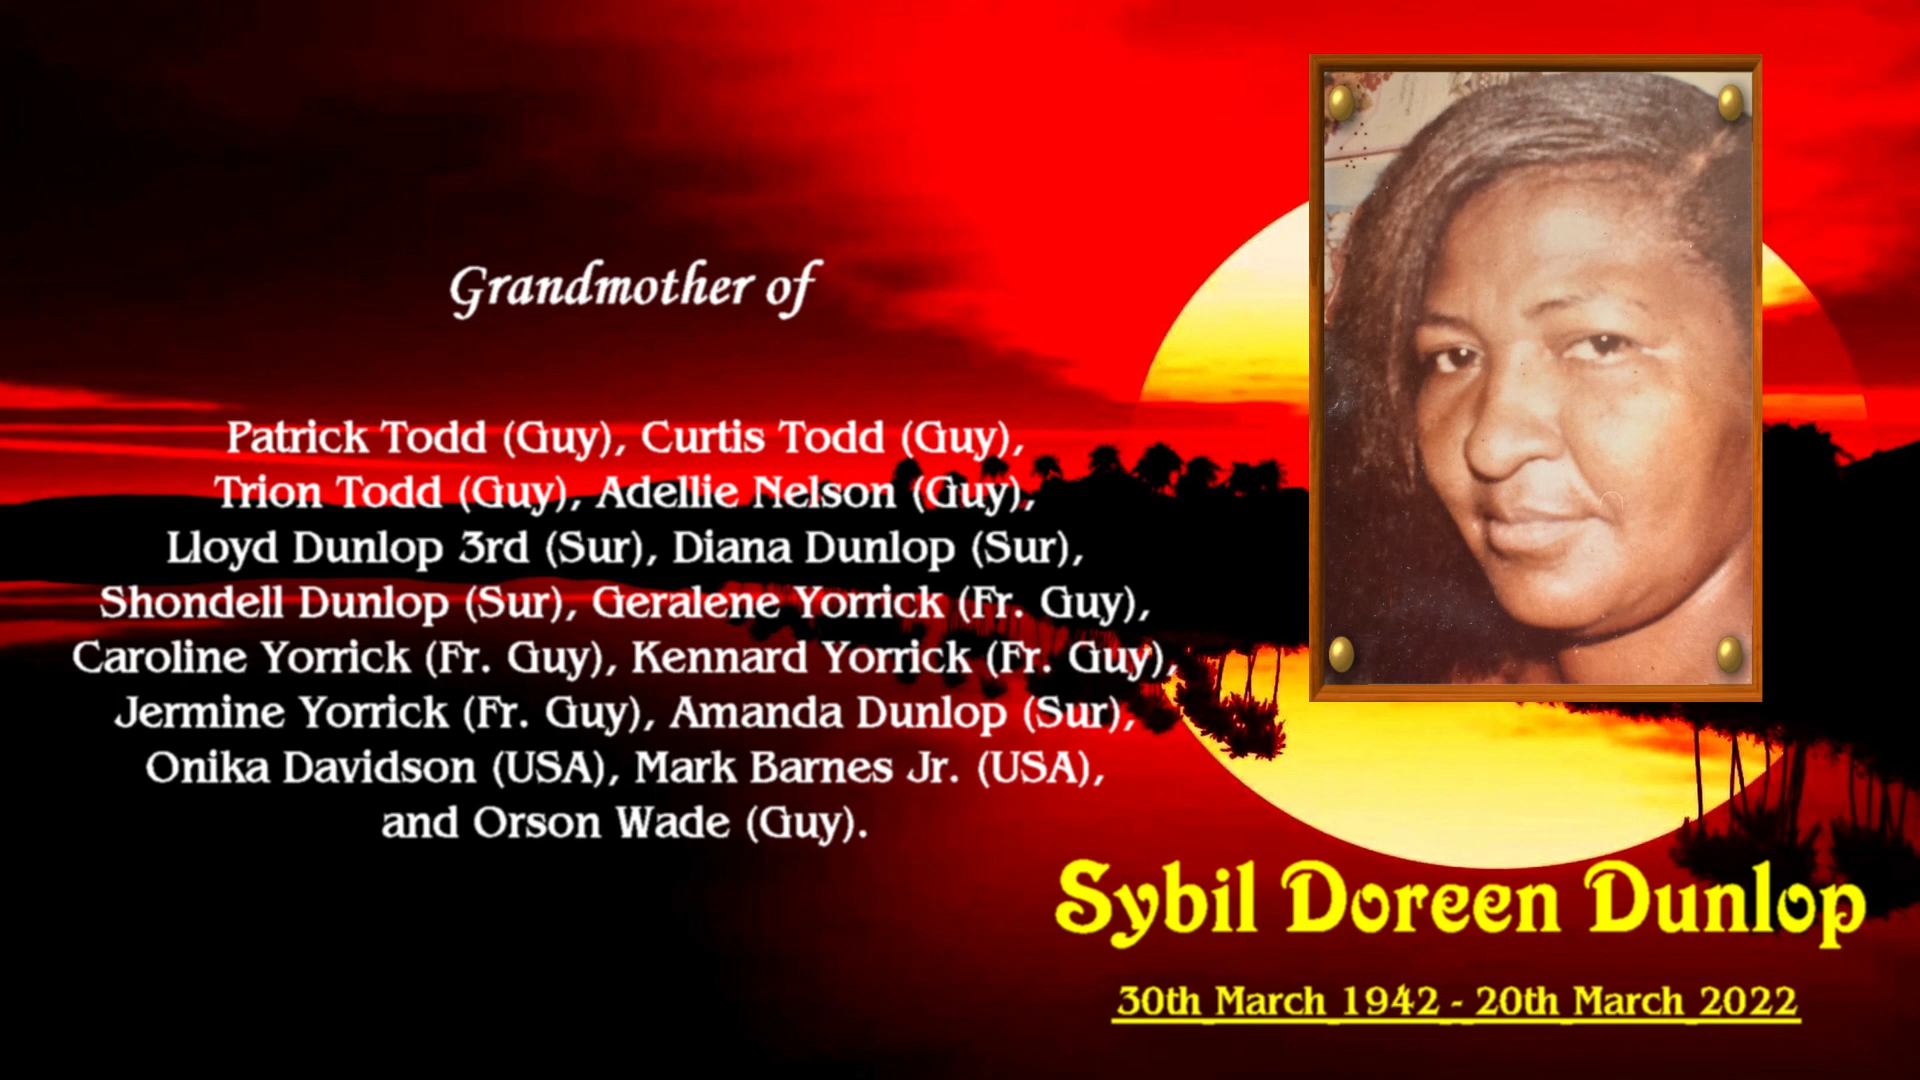 Grandmother of
Patrick Todd (Guy), Curtis Todd (Guy),
Trion Todd (Guy), Adellie Nelson (Guy),
Lloyd Dunlop 3rd (Sur), Diana Dunlop (Sur),
Shondell Dunlop (Sur), Geralene Yorrick (Fr. Guy),
Caroline Yorrick (Fr. Guy), Kennard Yorrick (Fr. Guy),
Jermine Yorrick (Fr. Guy), Amanda Dunlop (Sur),
Onika Davidson (USA), Mark Barnes Jr. (USA),
and Orson Wade (Guy).
Sybil Doreen Dunlop
30th March 1942 - 20th March 2022